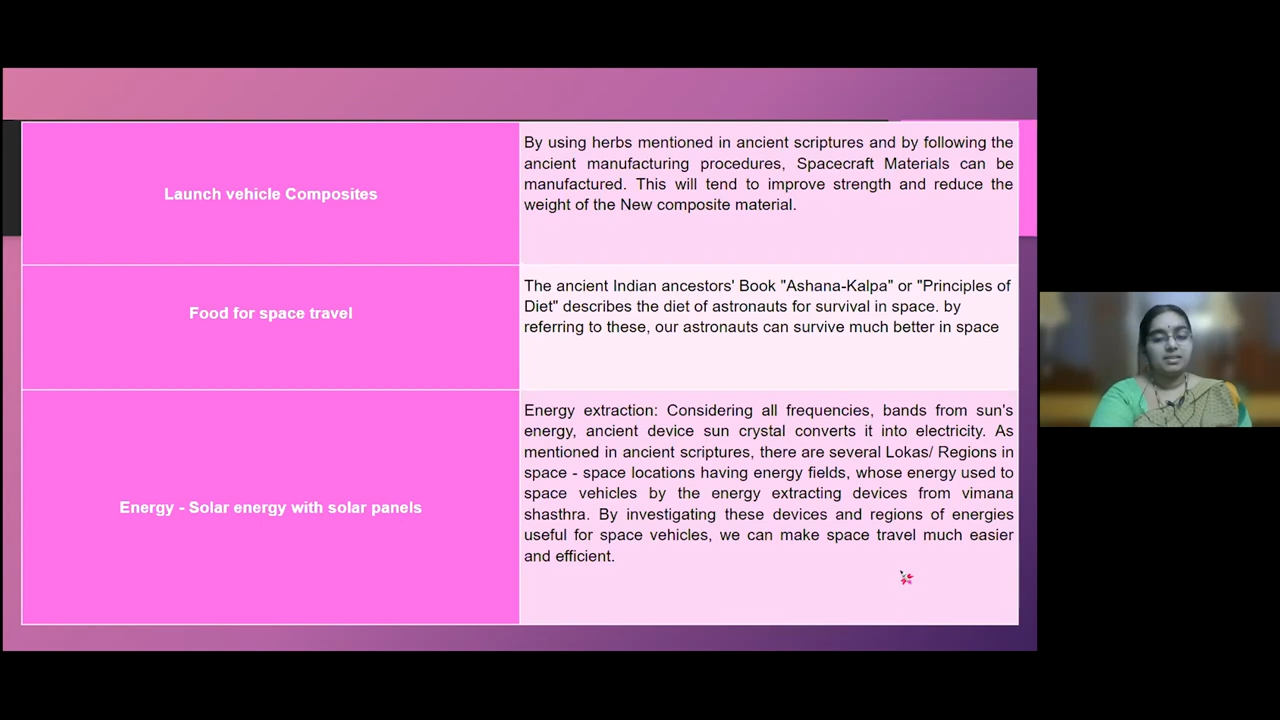 Launch vehicle Composites
By using herbs mentioned in ancient scriptures and by following the
ancient manufacturing procedures, Spacecraft Materials can be
manufactured. This will tend to improve strength and reduce the
weight of the New composite material.
Food for space travel
The ancient Indian ancestors' Book "Ashana-Kalpa" or "Principles of
Diet" describes the diet of astronauts for survival in space. by
referring to these, our astronauts can survive much better in space
Energy - Solar energy with solar panels
Energy extraction: Considering all frequencies, bands from sun's
energy, ancient device sun crystal converts it into electricity. As
mentioned in ancient scriptures, there are several Lokas/ Regions in
space - space locations having energy fields, whose energy used to
space vehicles by the energy extracting devices from vimana
shasthra. By investigating these devices and regions of energies
useful for space vehicles, we can make space travel much easier
and efficient.